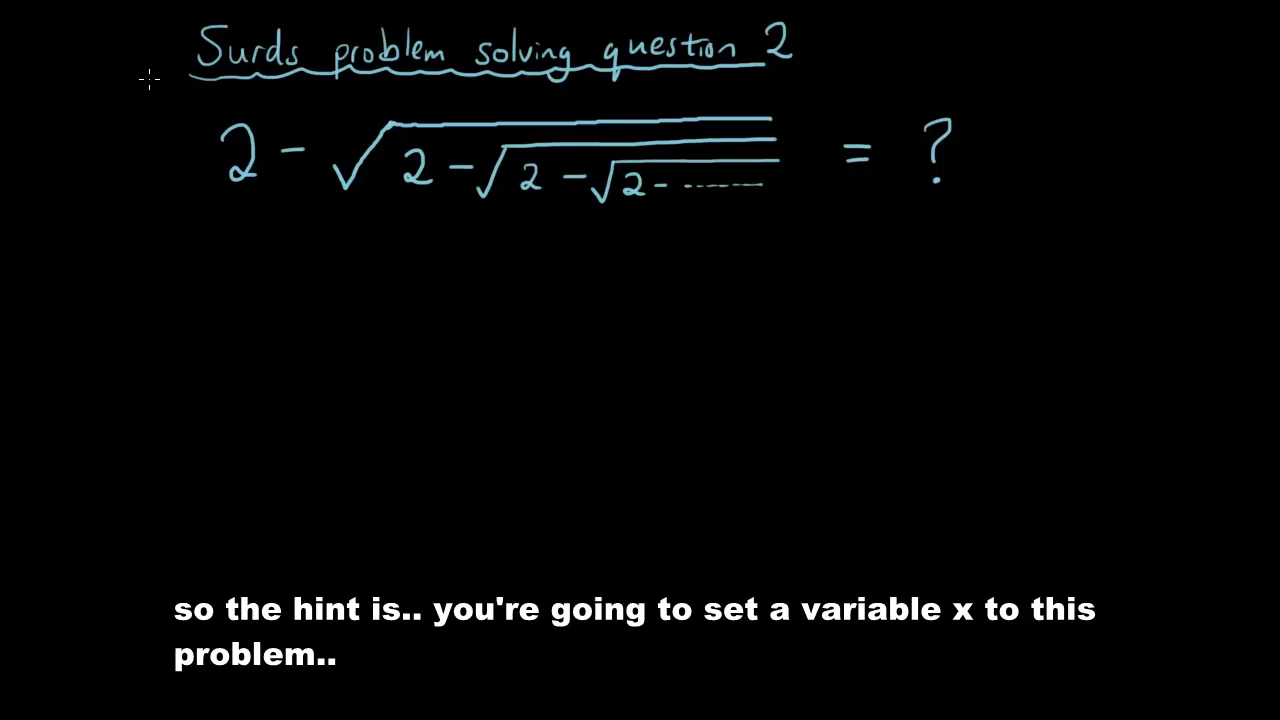 Surds problem solving question 2
2 - √(2 - √(2 - √(2 - ........ = ?
so the hint is.. you're going to set a variable x to this
problem..